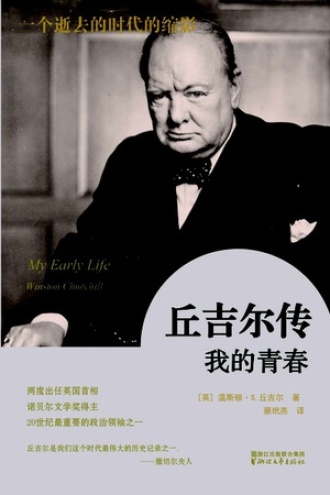 一个逝去的时代的缩影
My Early Life
Winston Churchill
丘吉尔传
我的青春
[英] 温斯顿·S.丘吉尔 著
蔡玳燕 译
两度出任英国首相
诺贝尔文学奖得主
20世纪最重要的政治领袖之一
丘吉尔是我们这个时代最伟大的历史记录之一。
——撒切尔夫人
浙江出版联合集团
浙江文艺出版社